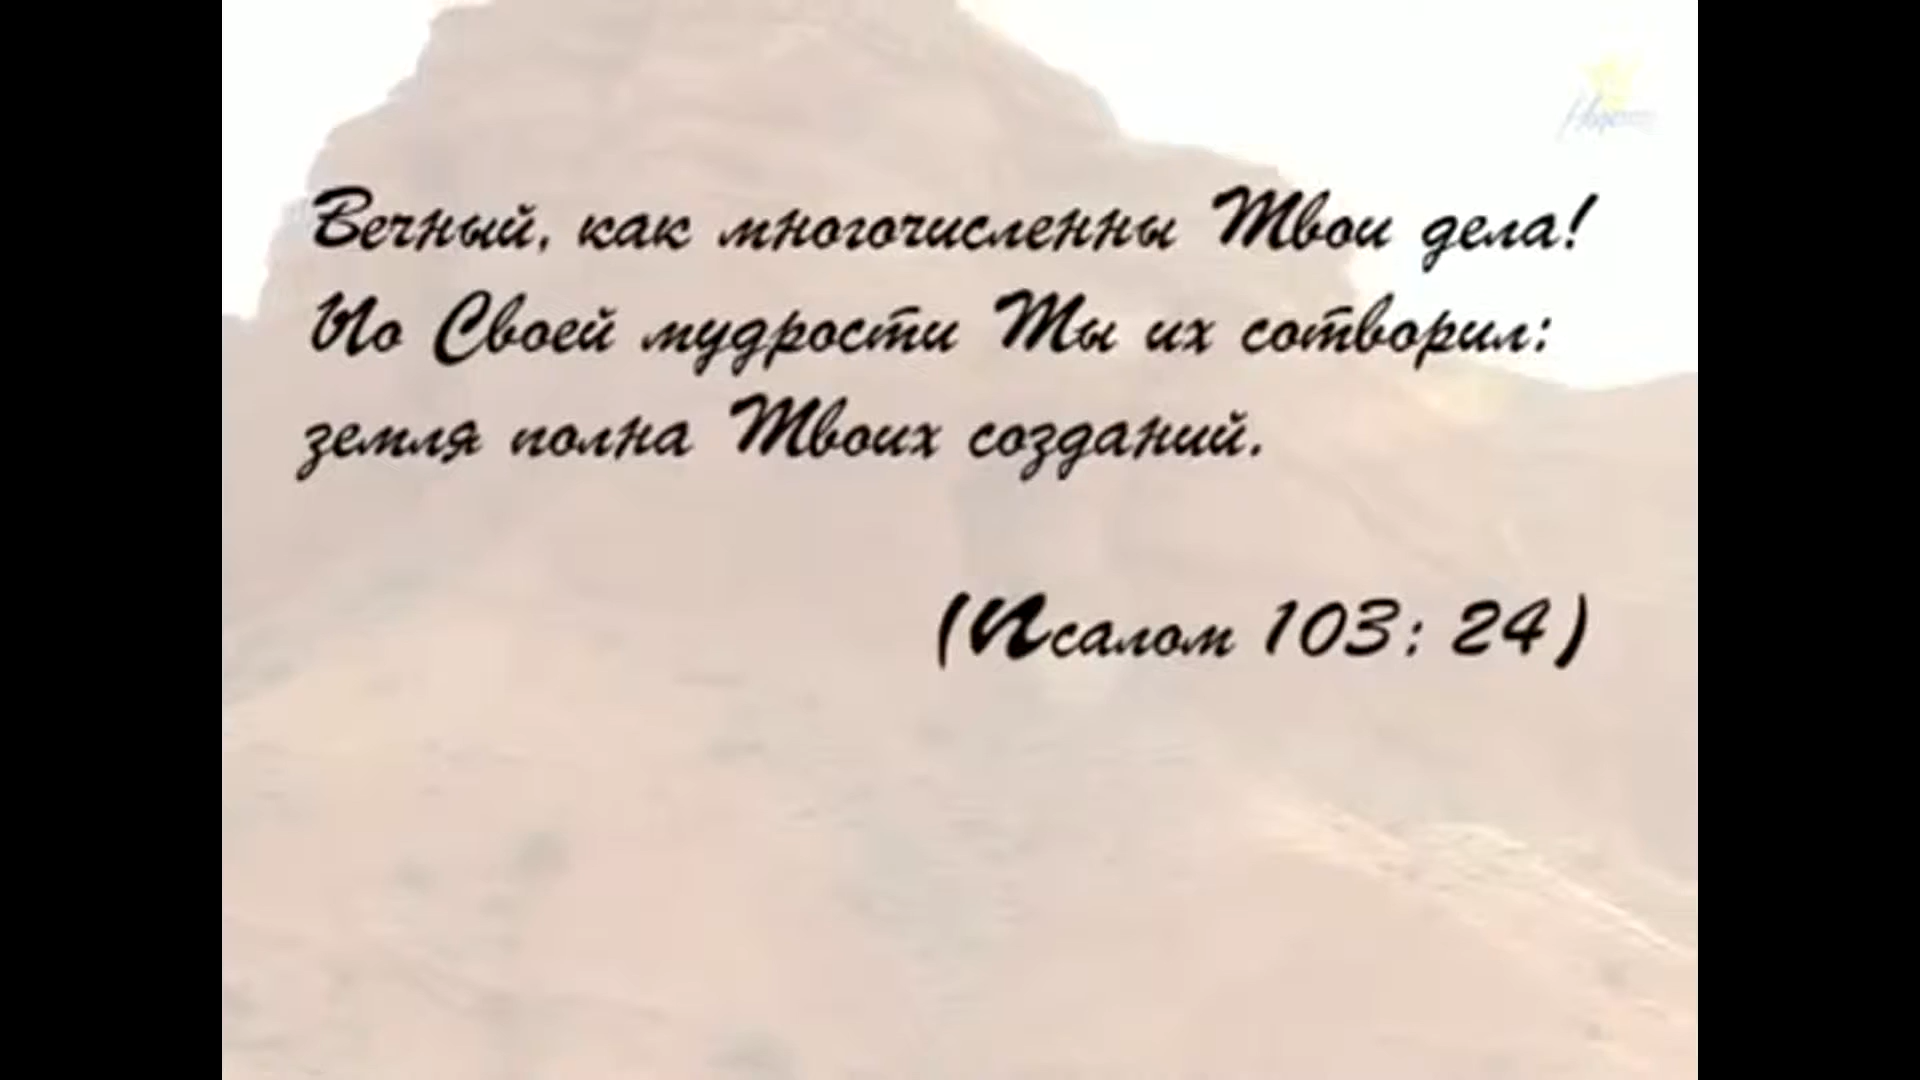 Вечный, как многочисленны Твои дела!
По Своей мудрости Ты их сотворил:
земля полна Твоих созданий.
(Псалом 103: 24)